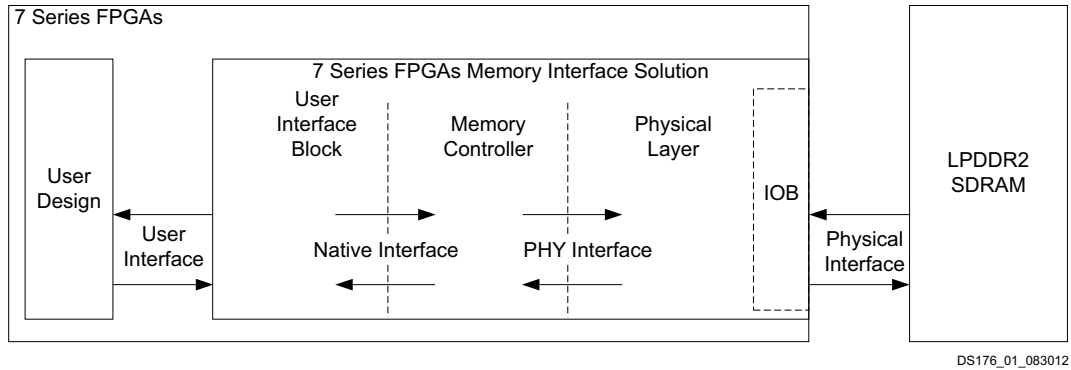 7 Series FPGAs
7 Series FPGAs Memory Interface Solution
User
Design
User
Interface
User
Interface
Block
Memory
Controller
Physical
Layer
Native Interface
PHY Interface
IOB
Physical
Interface
LPDDR2
SDRAM
DS176_01_083012